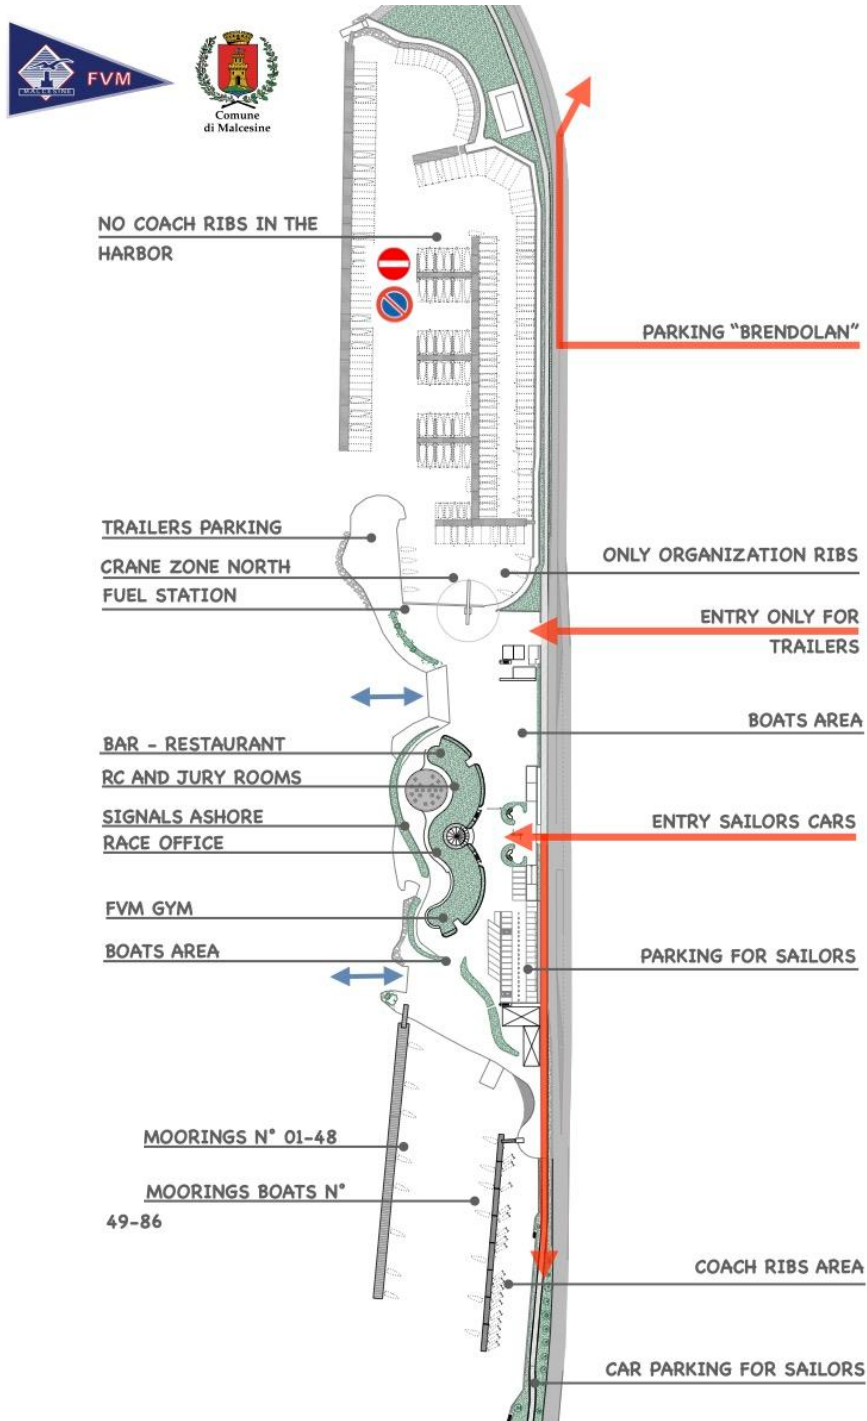 FVM
MALCESINE
Comune
di Malcesine
NO COACH RIBS IN THE
HARBOR
PARKING “BRENDOLAN”
TRAILERS PARKING
CRANE ZONE NORTH
FUEL STATION
ONLY ORGANIZATION RIBS
ENTRY ONLY FOR
TRAILERS
BOATS AREA
BAR - RESTAURANT
RC AND JURY ROOMS
SIGNALS ASHORE
RACE OFFICE
ENTRY SAILORS CARS
FVM GYM
BOATS AREA
PARKING FOR SAILORS
MOORINGS N° 01-48
MOORINGS BOATS N°
49-86
COACH RIBS AREA
CAR PARKING FOR SAILORS